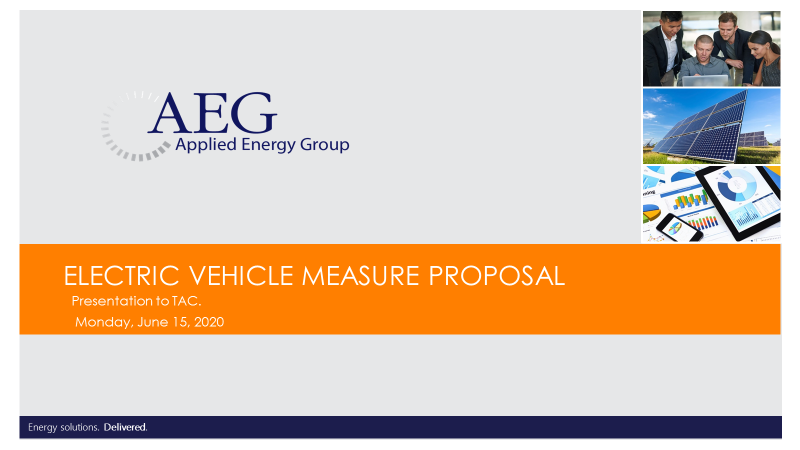 AEG
Applied Energy Group
ELECTRIC VEHICLE MEASURE PROPOSAL
Presentation to TAC.
Monday, June 15, 2020
Energy solutions. Delivered.